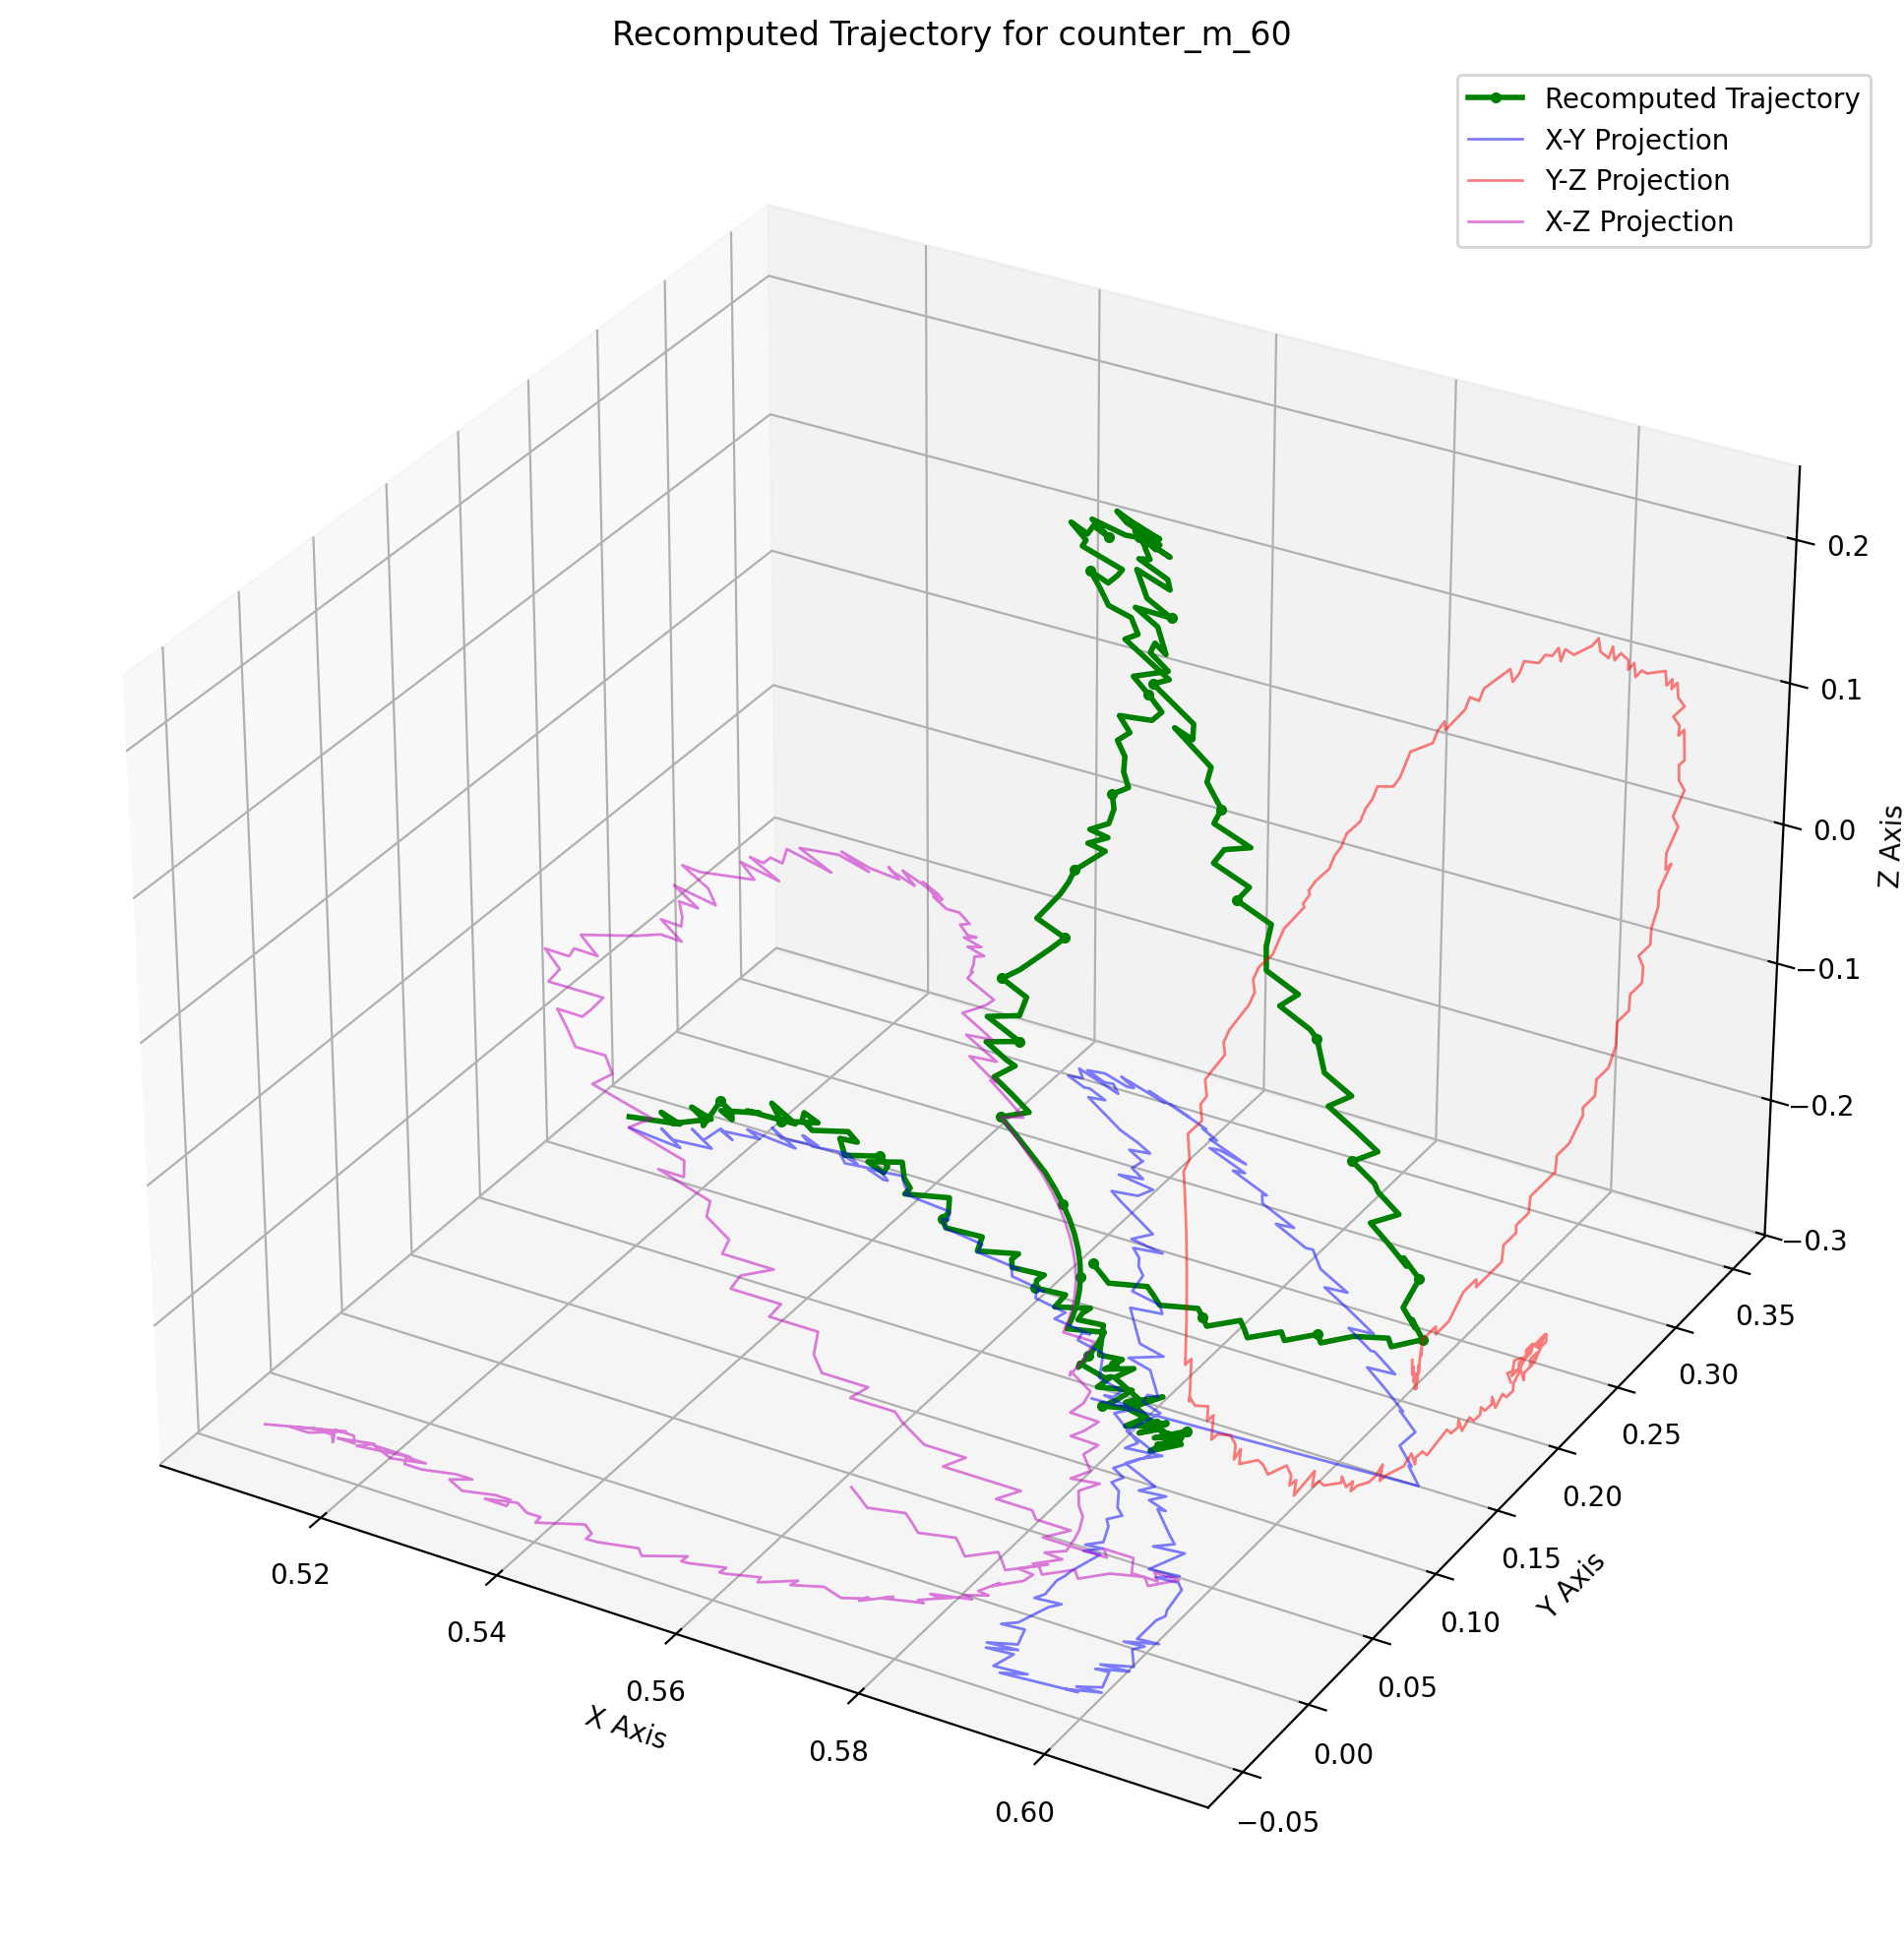 Recomputed Trajectory for counter_m_60
Recomputed Trajectory
X-Y Projection
Y-Z Projection
X-Z Projection
0.2
0.1
0.0
−0.1
−0.2
−0.3
Z Axis
0.35
0.30
0.25
0.20
0.15
0.10
0.05
0.00
−0.05
Y Axis
0.52
0.54
0.56
0.58
0.60
X Axis